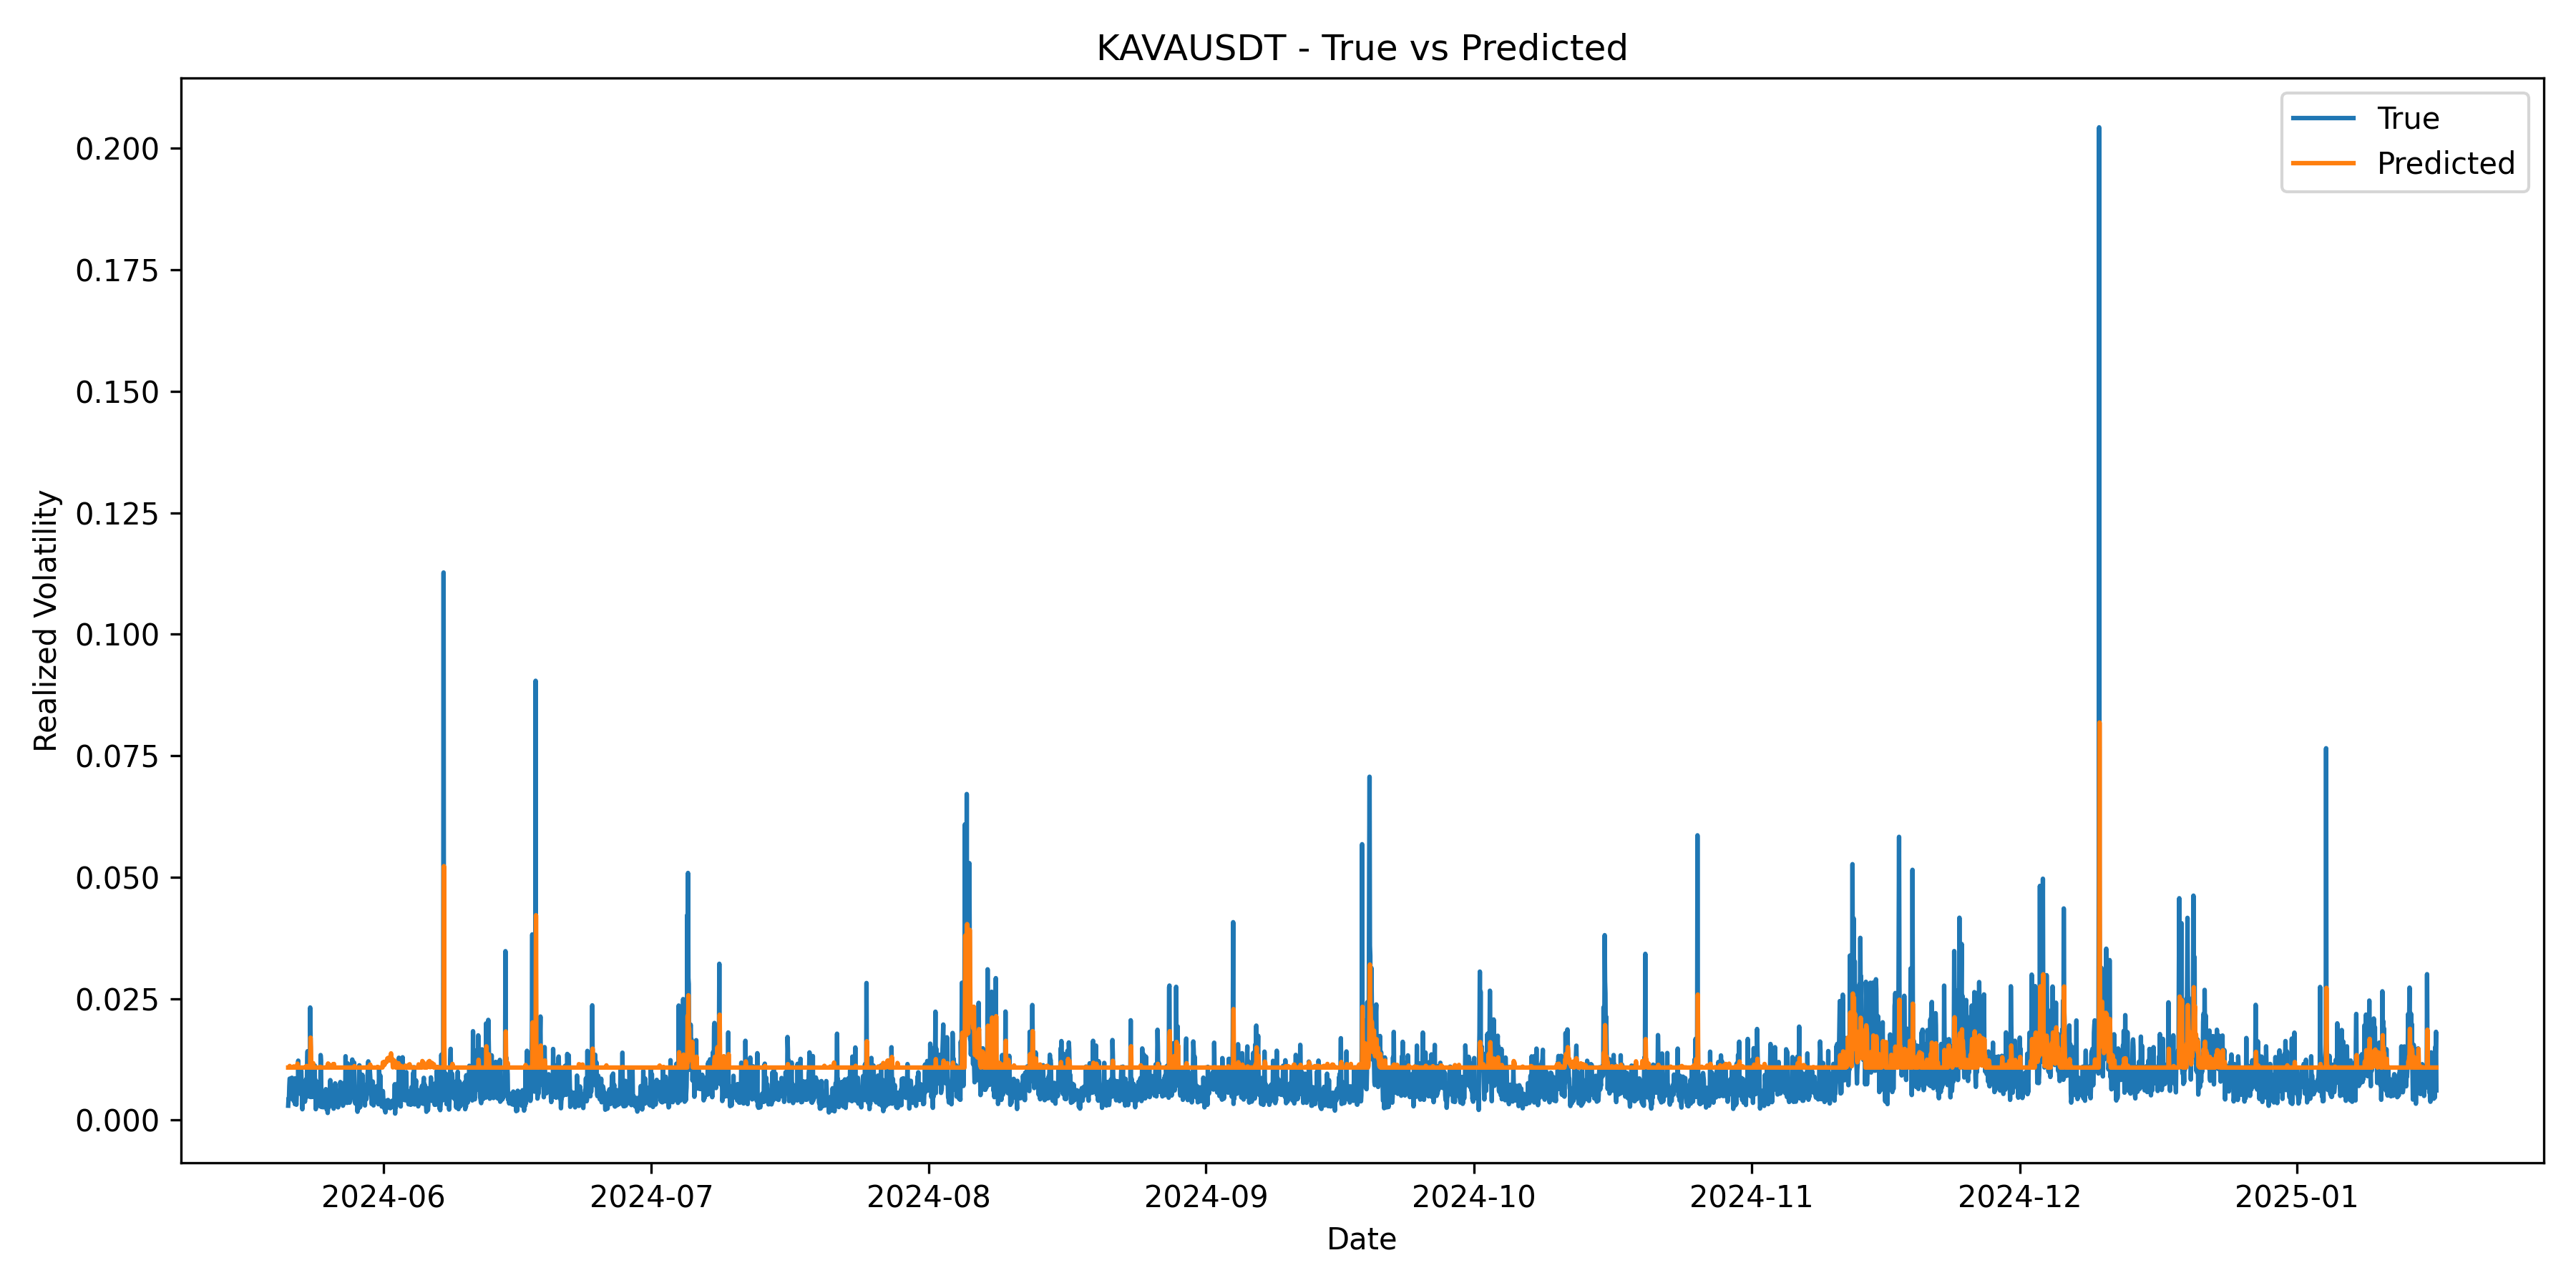 KAVAUSDT - True vs Predicted
True
Predicted
Realized Volatility
0.200
0.175
0.150
0.125
0.100
0.075
0.050
0.025
0.000
2024-06 2024-07 2024-08 2024-09 2024-10 2024-11 2024-12 2025-01
Date